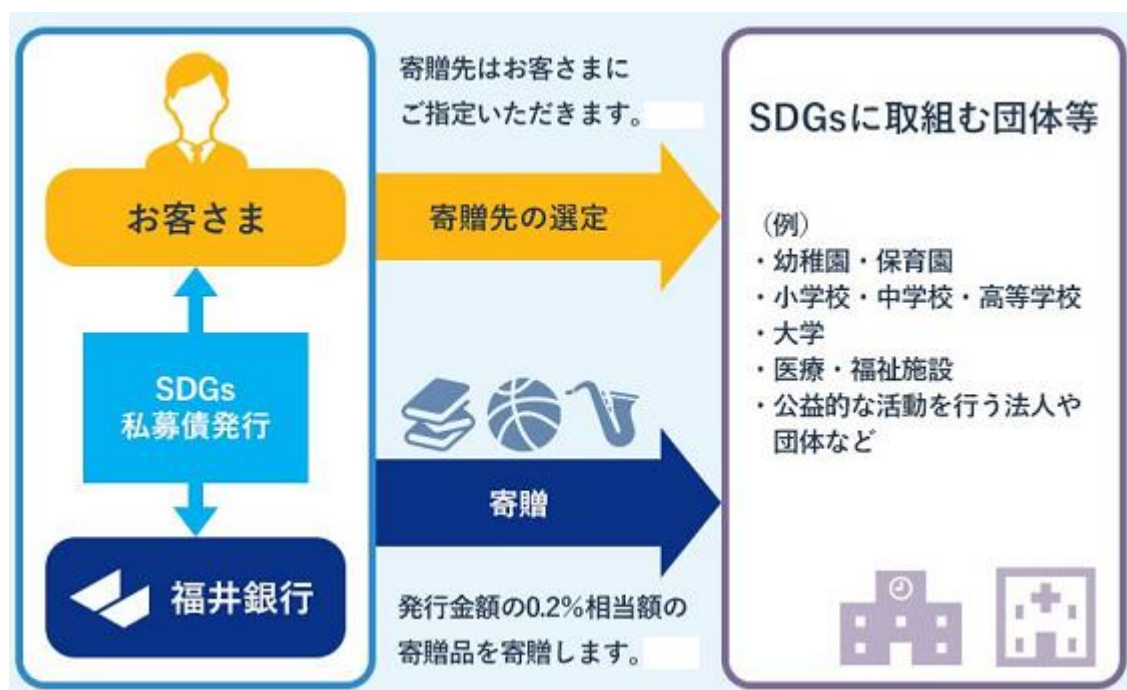 お客さま
SDGs
私募債発行
福井銀行
寄贈先はお客さまに
ご指定いただきます。
寄贈先の選定
寄贈
発行金額の0.2%相当額の
寄贈品を寄贈します。
SDGsに取組む団体等
（例）
・幼稚園・保育園
・小学校・中学校・高等学校
・大学
・医療・福祉施設
・公益的な活動を行う法人や
団体など